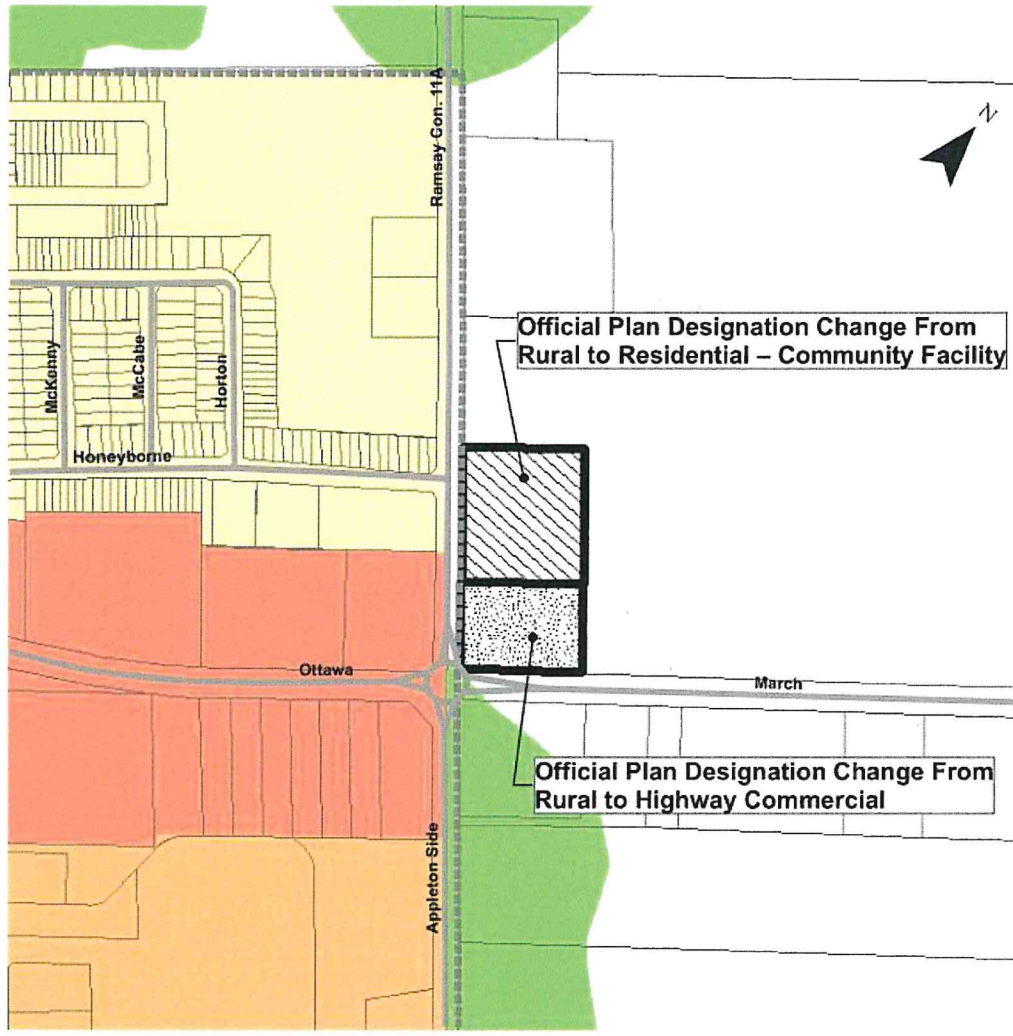 Ramsay Con. 11A
N
Official Plan Designation Change From
Rural to Residential – Community Facility
McKenny
McCabe
Horton
Honeyborne
Ottawa
March
Official Plan Designation Change From
Rural to Highway Commercial
Appleton Side